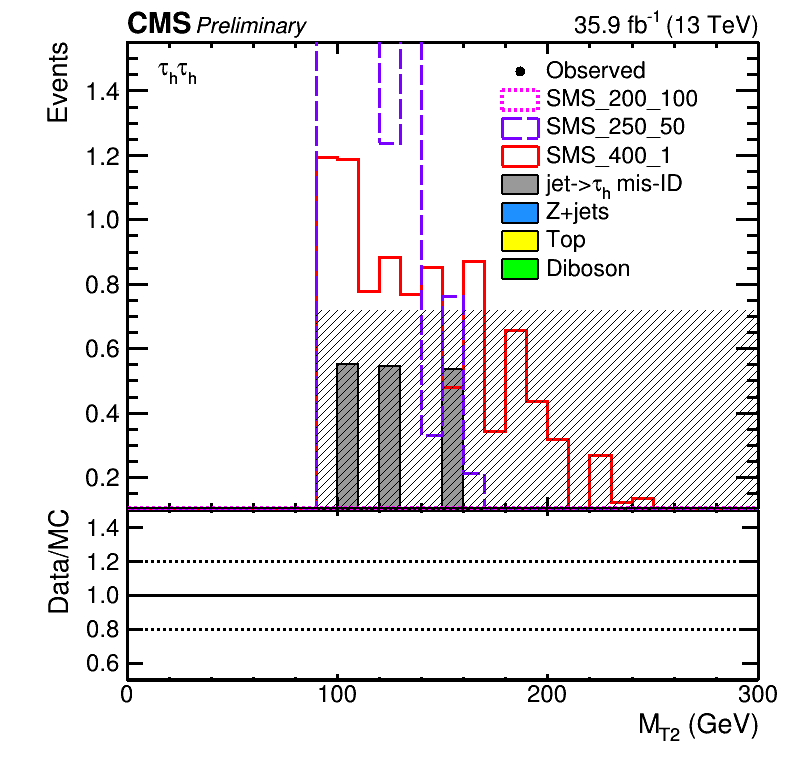 CMS Preliminary 35.9 fb⁻¹ (13 TeV)
Events
τhτh
Observed
SMS_200_100
SMS_250_50
SMS_400_1
jet->τh mis-ID
Z+jets
Top
Diboson
1.4
1.2
1.0
0.8
0.6
0.4
0.2
Data/MC
1.4
1.2
1.0
0.8
0.6
0 100 200 300
MT2 (GeV)